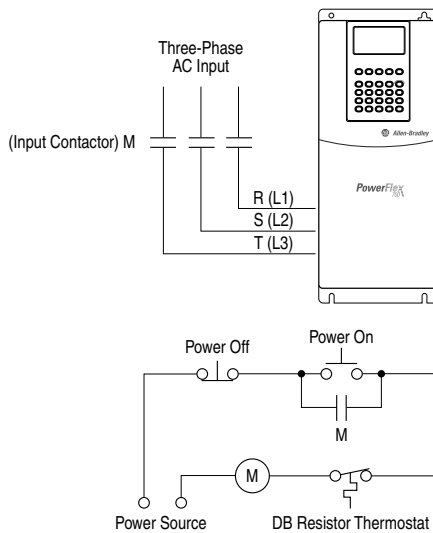 Three-Phase
AC Input
(Input Contactor) M
R (L1)
S (L2)
T (L3)
Allen-Bradley
PowerFlex
Power Off
Power On
M
M
Power Source
DB Resistor Thermostat